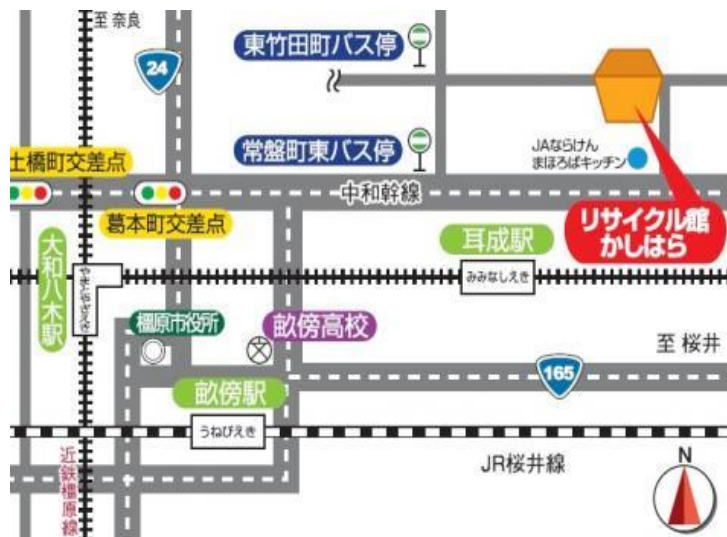 至 奈良
24
東竹田町バス停
常盤町東バス停
JAならけん
まほろばキッチン
土橋町交差点
中和幹線
葛本町交差点
リサイクル館
かしはら
大和八木駅
やまとやぎえき
耳成駅
みみなしえき
橿原市役所
畝傍高校
至 桜井
165
畝傍駅
うねびえき
近鉄橿原線
JR桜井線
N